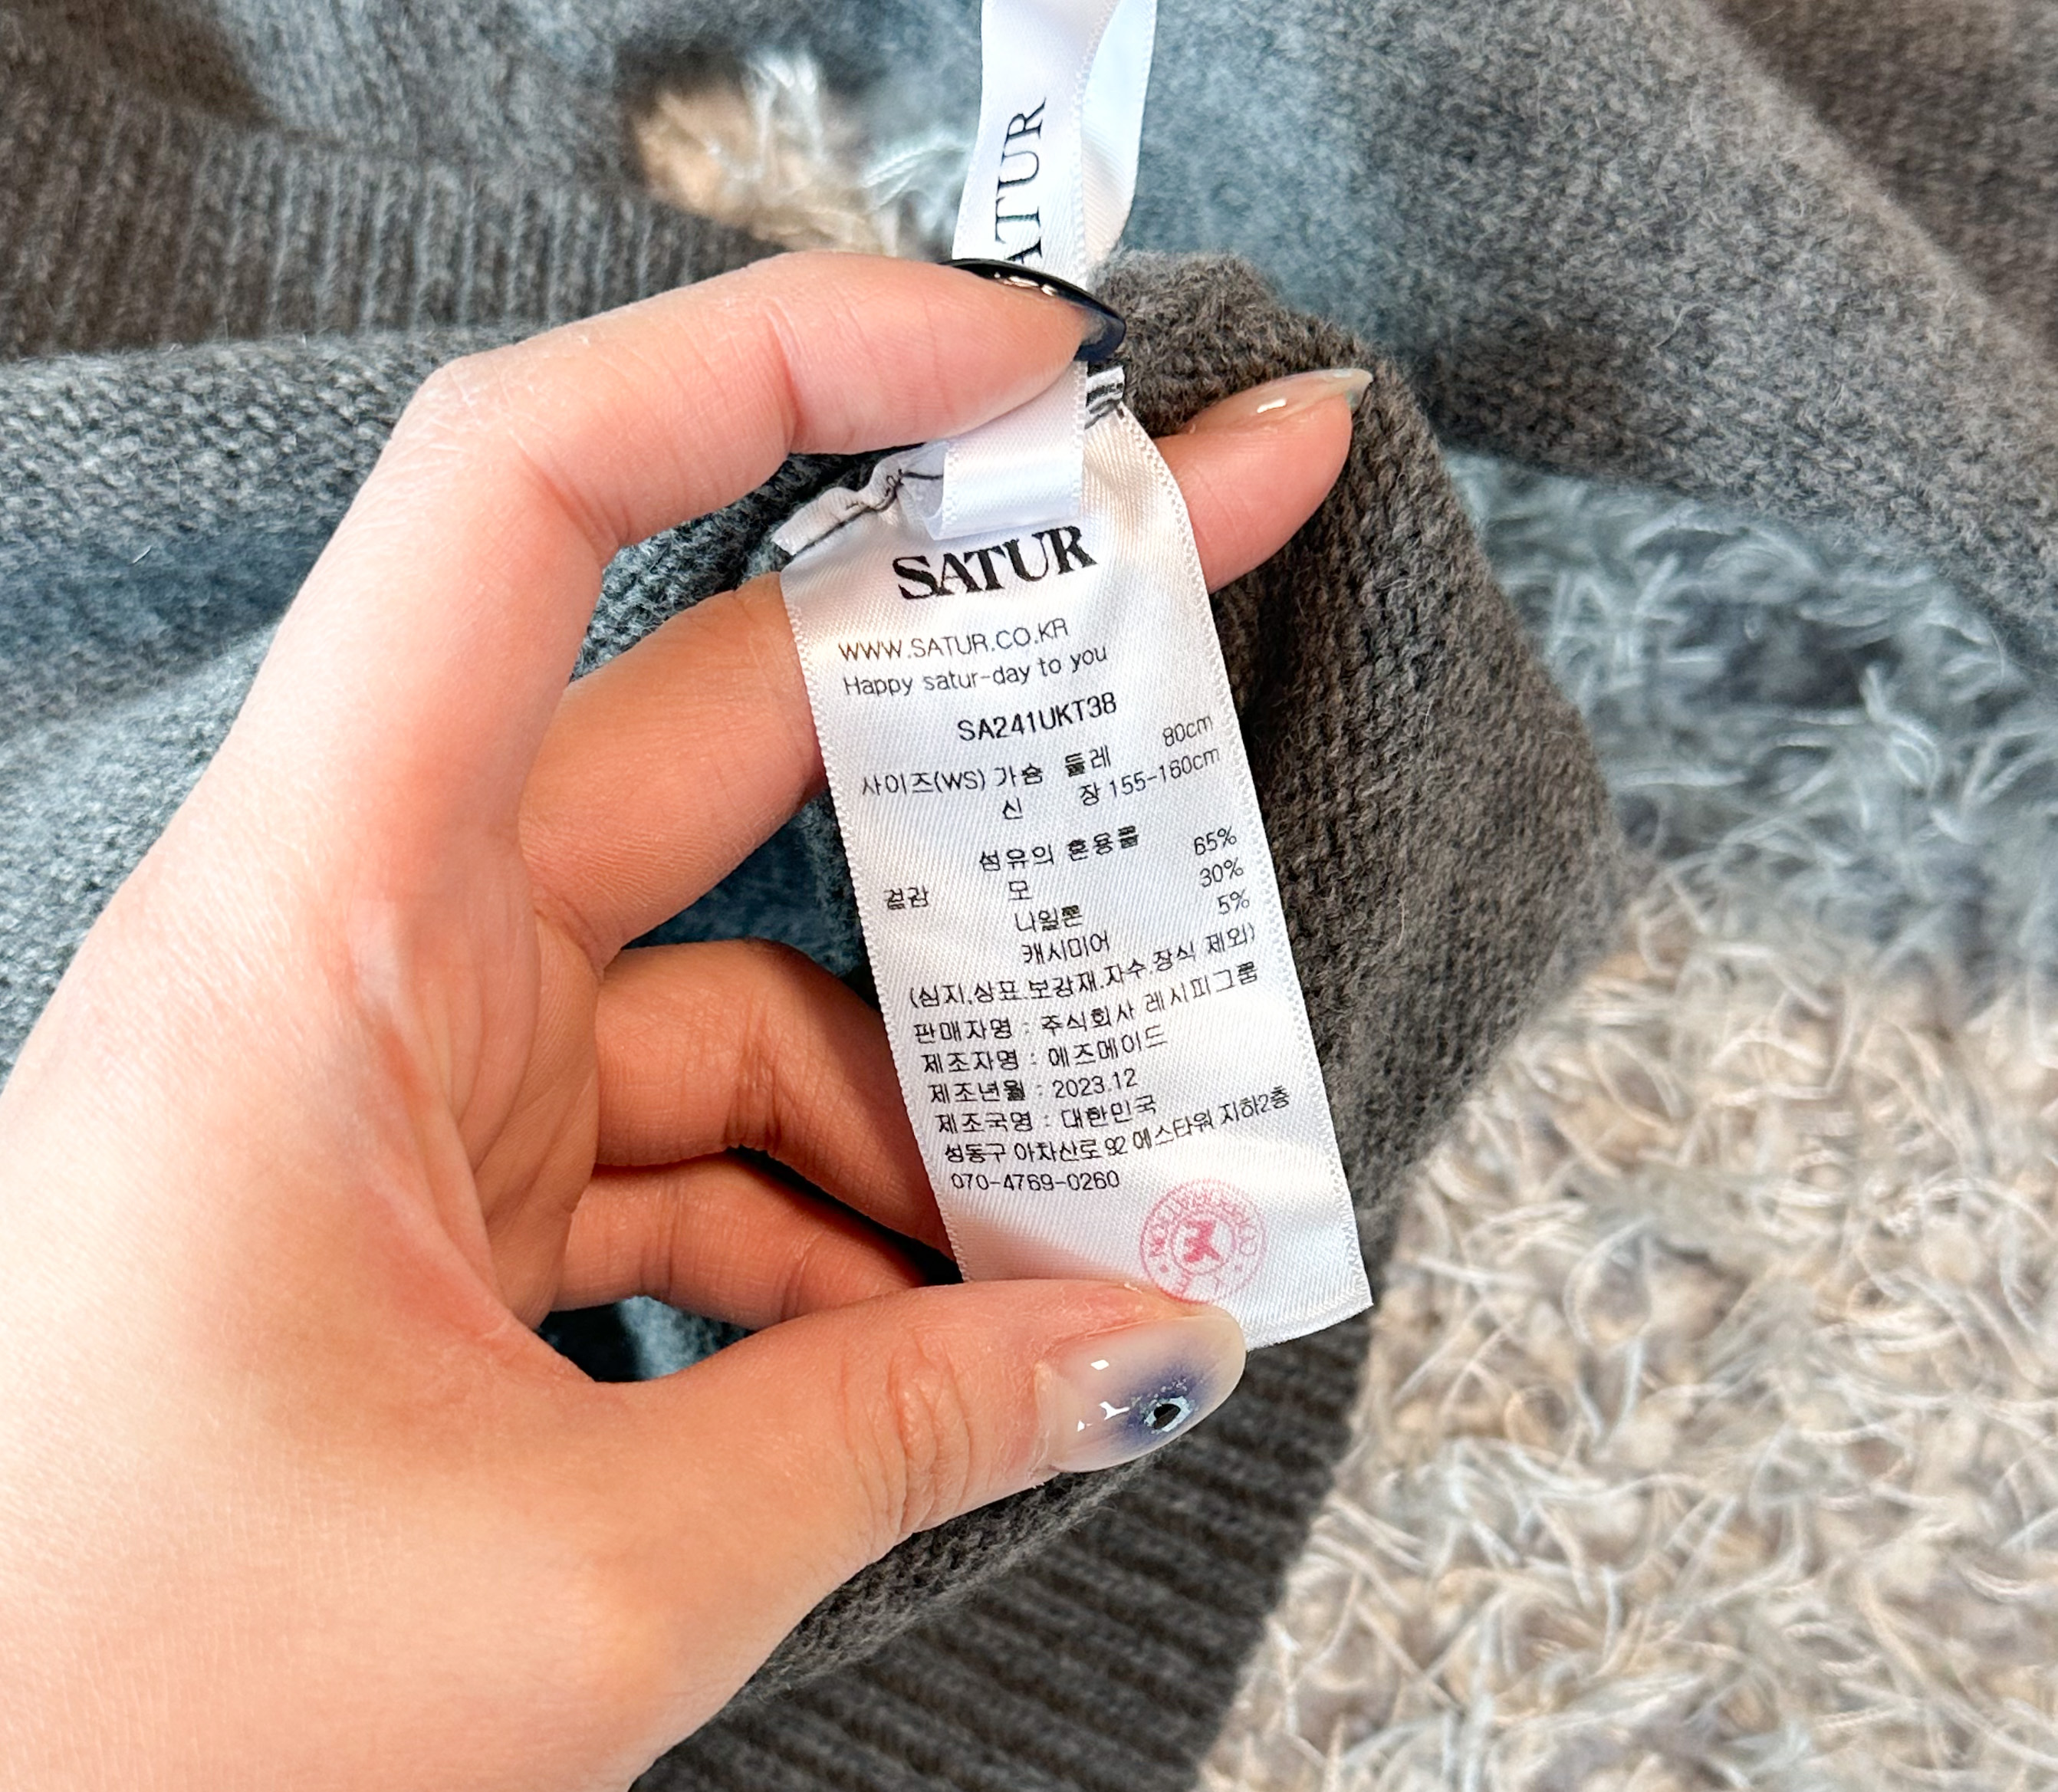 ATUR
SATUR
WWW.SATUR.CO.KR
Happy satur-day to you
SA241UKT38
사이즈(WS) 가슴 둘레 80cm
신 장 155-160cm
섬유의 혼용률
겉감 모 65%
나일론 30%
캐시미어 5%
(심지.상표.보강재.자수.장식 제외)
판매자명 : 주식회사 레시피그룹
제조자명 : 에즈메이드
제조년월 : 2023.12
제조국명 : 대한민국
성동구 아차산로 92 에스타워 지하2층
070-4769-0260